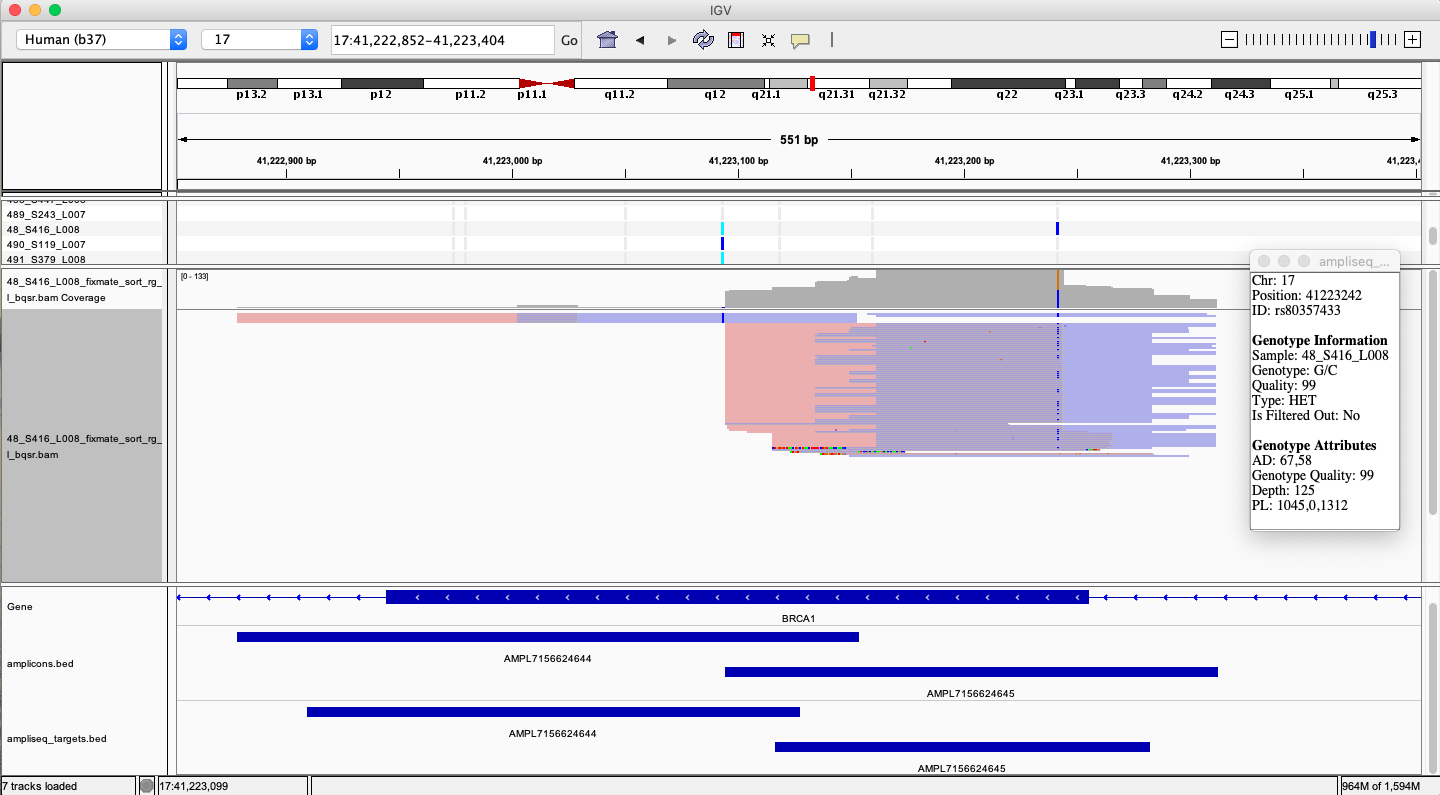 IGV
Human (b37)
17
17:41,222,852-41,223,404
Go
p13.2 p13.1 p12 p11.2 p11.1 q11.2 q12 q21.1 q21.31 q21.32 q22 q23.1 q23.3 q24.2 q24.3 q25.1 q25.3
551 bp
41,222,900 bp 41,223,000 bp 41,223,100 bp 41,223,200 bp 41,223,300 bp 41,223,4
489_S243_L007
48_S416_L008
490_S119_L007
491_S379_L008
48_S416_L008_fixmate_sort_rg_
l_bqsr.bam Coverage
[0 - 133]
48_S416_L008_fixmate_sort_rg_
l_bqsr.bam
ampliseq_...
Chr: 17
Position: 41223242
ID: rs80357433
Genotype Information
Sample: 48_S416_L008
Genotype: G/C
Quality: 99
Type: HET
Is Filtered Out: No
Genotype Attributes
AD: 67,58
Genotype Quality: 99
Depth: 125
PL: 1045,0,1312
Gene
BRCA1
amplicons.bed
AMPL7156624644
AMPL7156624645
ampliseq_targets.bed
AMPL7156624644
AMPL7156624645
7 tracks loaded
17:41,223,099
964M of 1,594M